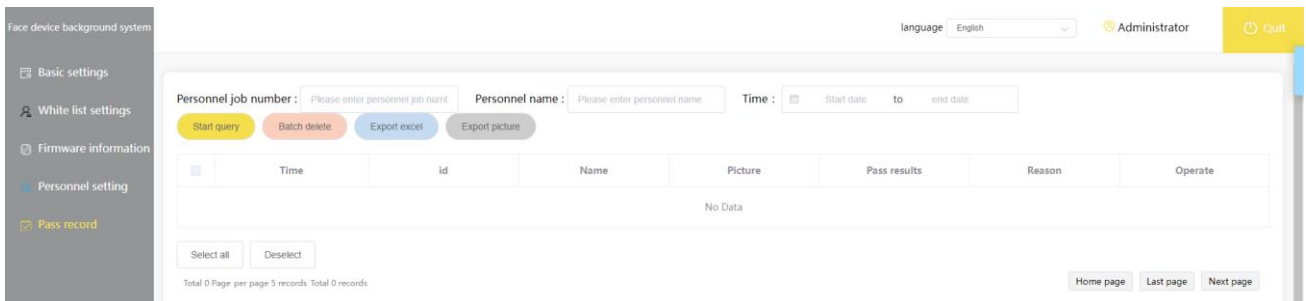 Face device background system
language English Administrator Quit
Basic settings
White list settings
Firmware information
Personnel setting
Pass record
Personnel job number : Please enter personnel job numb Personnel name : Please enter personnel name Time : Start date to end date
Start query Batch delete Export excel Export picture
Time id Name Picture Pass results Reason Operate
No Data
Select all Deselect
Total 0 Page per page 5 records Total 0 records
Home page Last page Next page